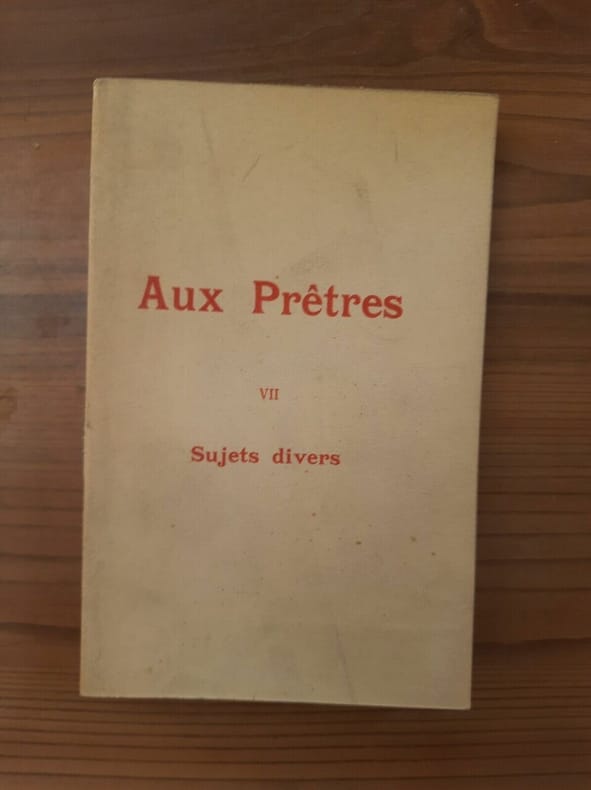 Aux Prêtres
VII
Sujets divers